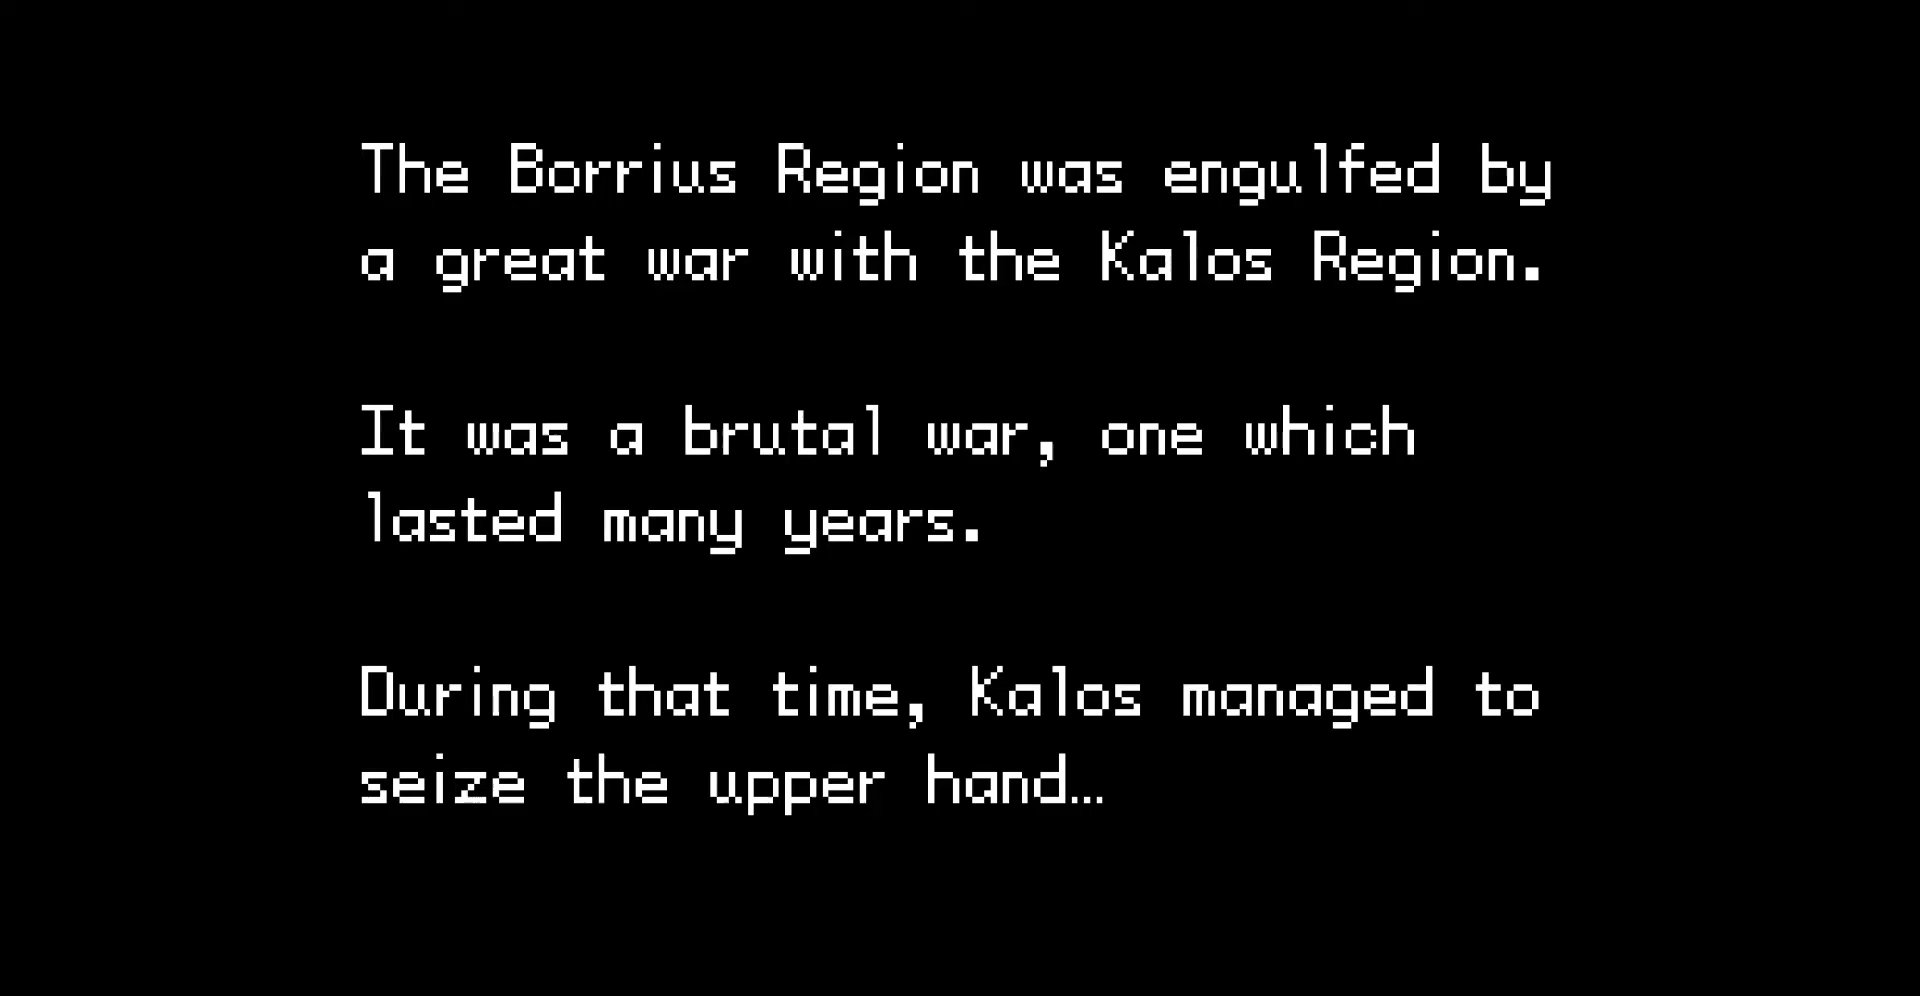 The Borrius Region was engulfed by
a great war with the Kalos Region.
It was a brutal war, one which
lasted many years.
During that time, Kalos managed to
seize the upper hand…